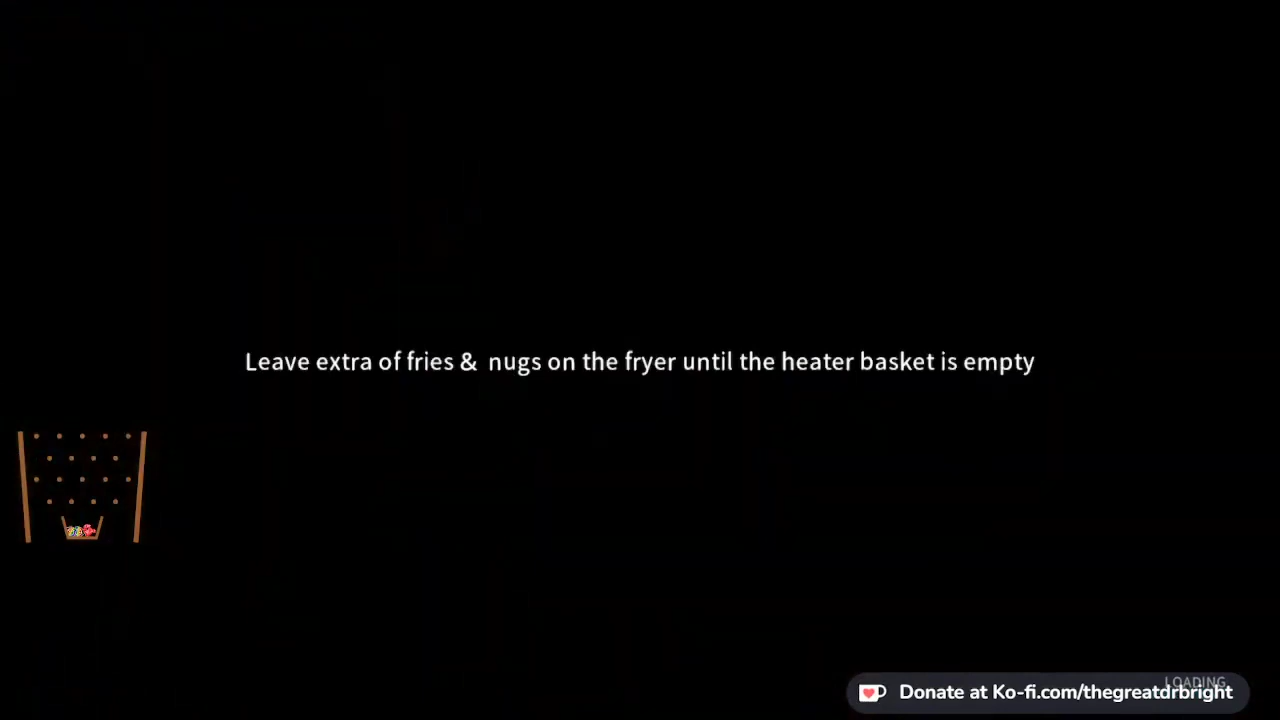 Leave extra of fries & nugs on the fryer until the heater basket is empty
LOADING
Donate at Ko-fi.com/thegreatdrbright